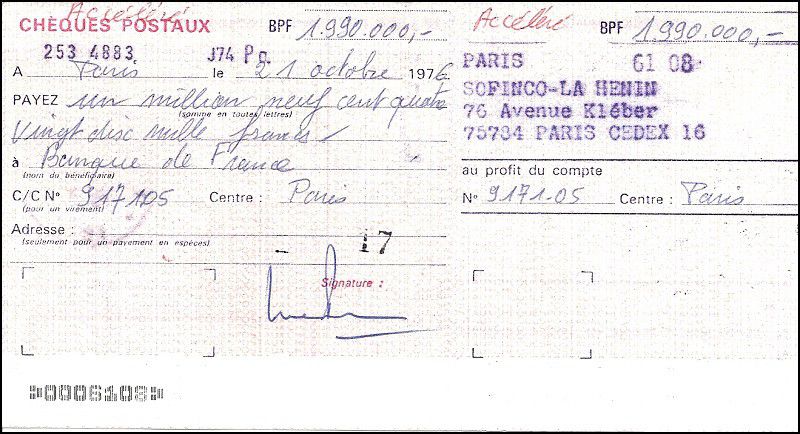 Accéléré
CHÈQUES POSTAUX BPF 1.990.000,-
253 4883 J74 Pg.
A Paris le 21 octobre 1976
PAYEZ un million neuf cent quatre
(somme en toutes lettres)
vingt disc mille francs
à Banque de France
(nom du bénéficiaire)
C/C N° 917105 Centre : Paris
(pour un virement)
Adresse :
(seulement pour un payement en espèces)
- 17
Signature :
0006108
Accéléré
BPF 1.990.000,-
PARIS 61 08
SOFINCO-LA HENIN
76 Avenue Kléber
75784 PARIS CEDEX 16
au profit du compte
N° 9171-05 Centre : Paris